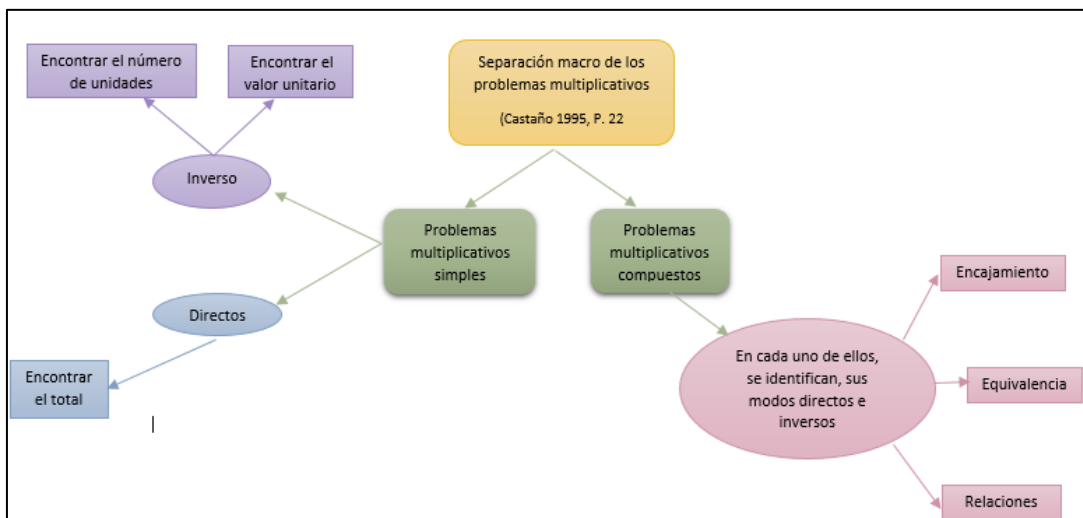 Separación macro de los
problemas multiplicativos
(Castaño 1995, P. 22
Encontrar el número
de unidades
Encontrar el
valor unitario
Inverso
Problemas
multiplicativos
simples
Problemas
multiplicativos
compuestos
Directos
Encontrar
el total
En cada uno de ellos,
se identifican, sus
modos directos e
inversos
Encajamiento
Equivalencia
Relaciones